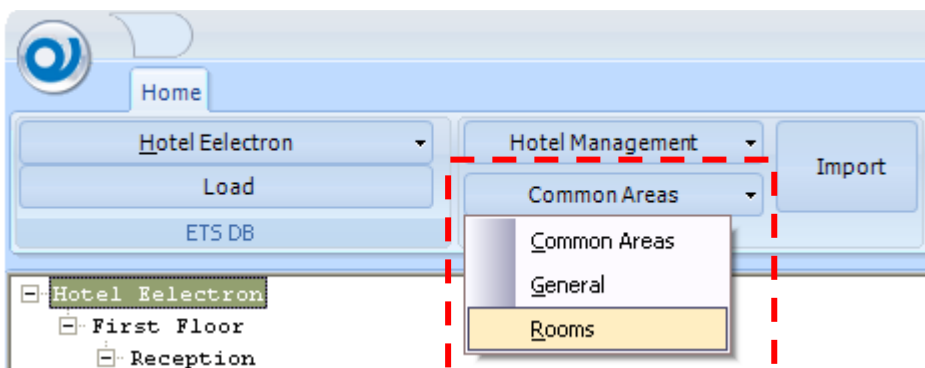 Home
Hotel Eelectron
Load
ETS DB
Hotel Management
Common Areas
Import
Common Areas
General
Rooms
Hotel Eelectron
First Floor
Reception